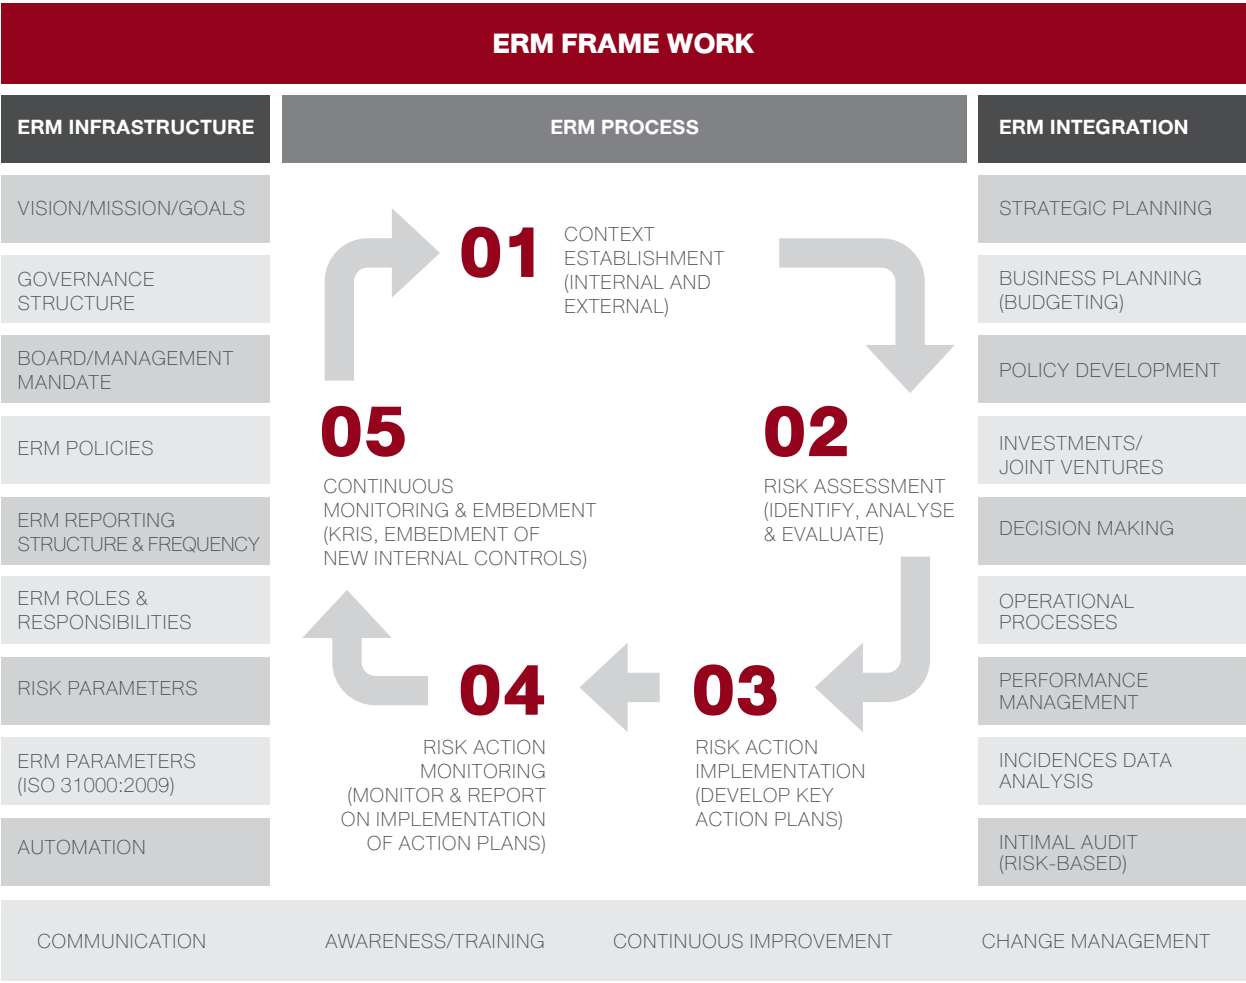 ERM FRAME WORK
ERM INFRASTRUCTURE
VISION/MISSION/GOALS
GOVERNANCE
STRUCTURE
BOARD/MANAGEMENT
MANDATE
ERM POLICIES
ERM REPORTING
STRUCTURE & FREQUENCY
ERM ROLES &
RESPONSIBILITIES
RISK PARAMETERS
ERM PARAMETERS
(ISO 31000:2009)
AUTOMATION
ERM PROCESS
01
CONTEXT
ESTABLISHMENT
(INTERNAL AND
EXTERNAL)
02
RISK ASSESSMENT
(IDENTIFY, ANALYSE
& EVALUATE)
03
RISK ACTION
IMPLEMENTATION
(DEVELOP KEY
ACTION PLANS)
04
RISK ACTION
MONITORING
(MONITOR & REPORT
ON IMPLEMENTATION
OF ACTION PLANS)
05
CONTINUOUS
MONITORING & EMBEDMENT
(KRIS, EMBEDMENT OF
NEW INTERNAL CONTROLS)
ERM INTEGRATION
STRATEGIC PLANNING
BUSINESS PLANNING
(BUDGETING)
POLICY DEVELOPMENT
INVESTMENTS/
JOINT VENTURES
DECISION MAKING
OPERATIONAL
PROCESSES
PERFORMANCE
MANAGEMENT
INCIDENCES DATA
ANALYSIS
INTIMAL AUDIT
(RISK-BASED)
COMMUNICATION
AWARENESS/TRAINING
CONTINUOUS IMPROVEMENT
CHANGE MANAGEMENT